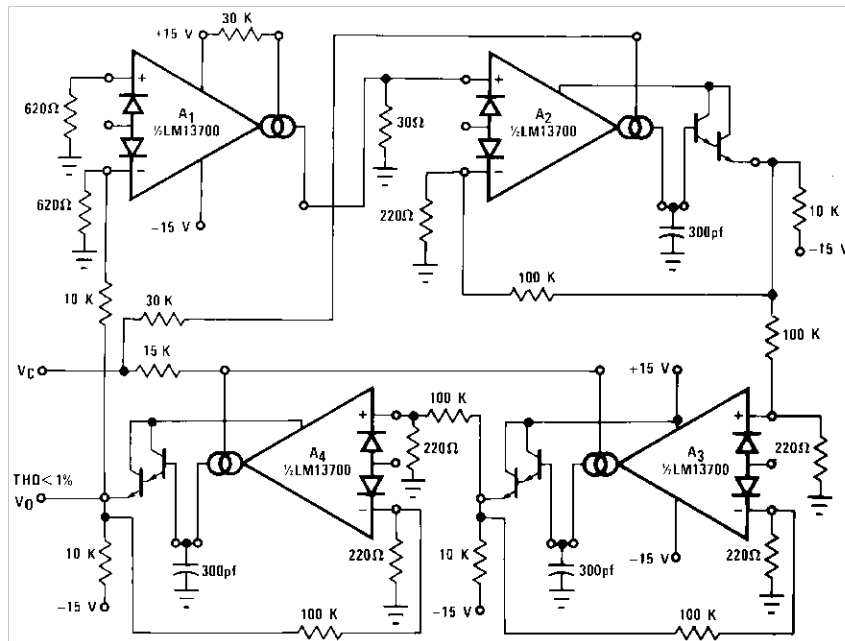 30 K
+15 V
620Ω
+
A1
½LM13700
−
620Ω
−15 V
30Ω
+
A2
½LM13700
−
220Ω
300pf
10 K
−15 V
100 K
10 K
30 K
100 K
VC
15 K
+15 V
+
A4
½LM13700
−
100 K
220Ω
+
A3
½LM13700
−
220Ω
THD<1%
VO
10 K
−15 V
300pf
220Ω
10 K
−15 V
300pf
−15 V
220Ω
100 K
100 K